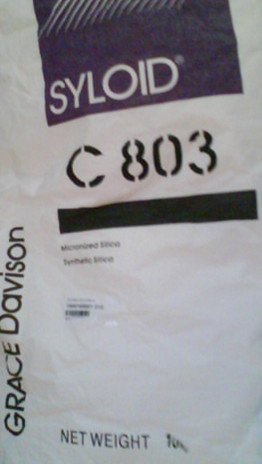 SYLOID®
C 803
Micronized Silica
Synthetic Silica
GRACE Davison
NET WEIGHT